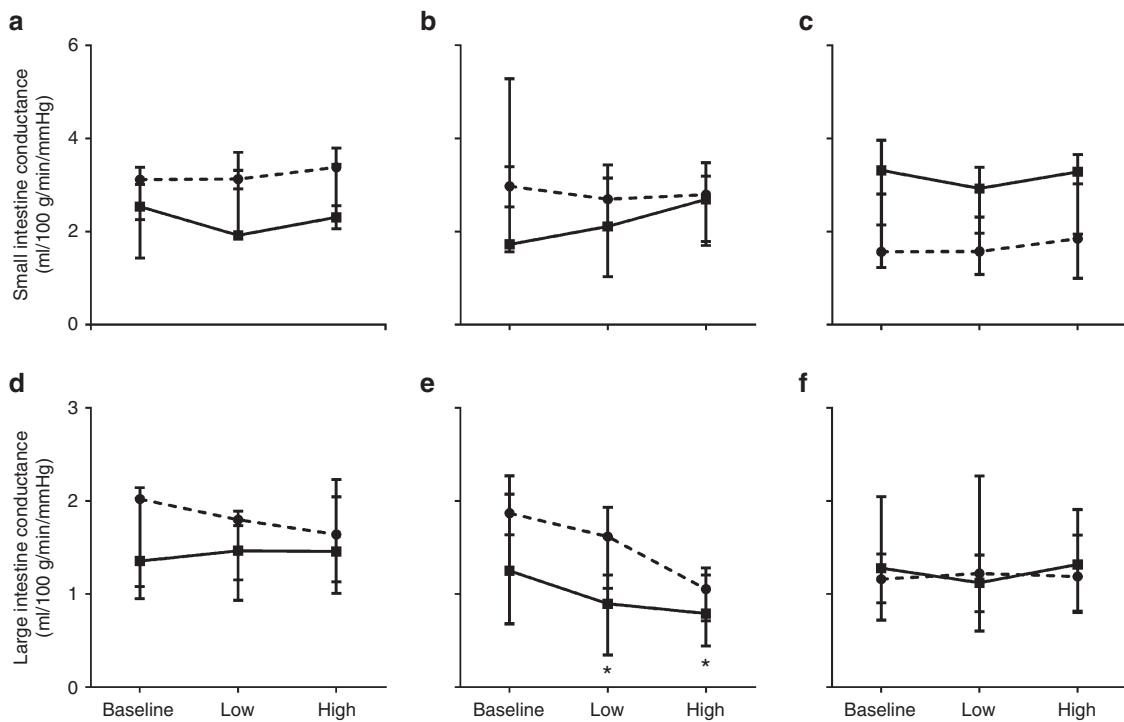 a
b
c
6
4
2
0
Small intestine conductance
(ml/100 g/min/mmHg)
d
e
f
3
2
1
0
Large intestine conductance
(ml/100 g/min/mmHg)
*
*
Baseline Low High
Baseline Low High
Baseline Low High